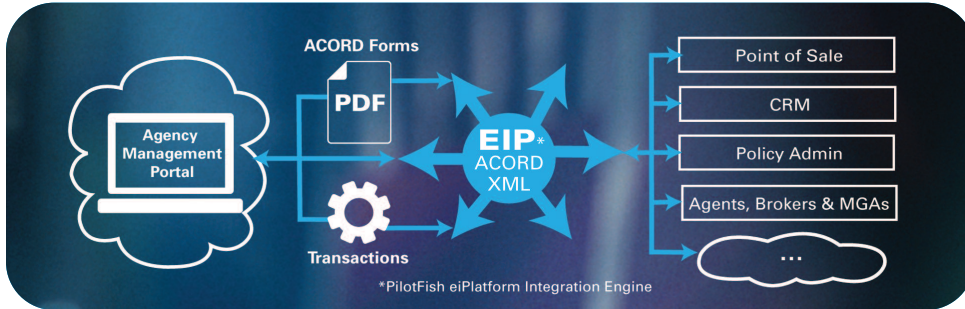 ACORD Forms
PDF
Agency
Management
Portal
Transactions
EIP*
ACORD
XML
Point of Sale
CRM
Policy Admin
Agents, Brokers & MGAs
...
*PilotFish eiPlatform Integration Engine